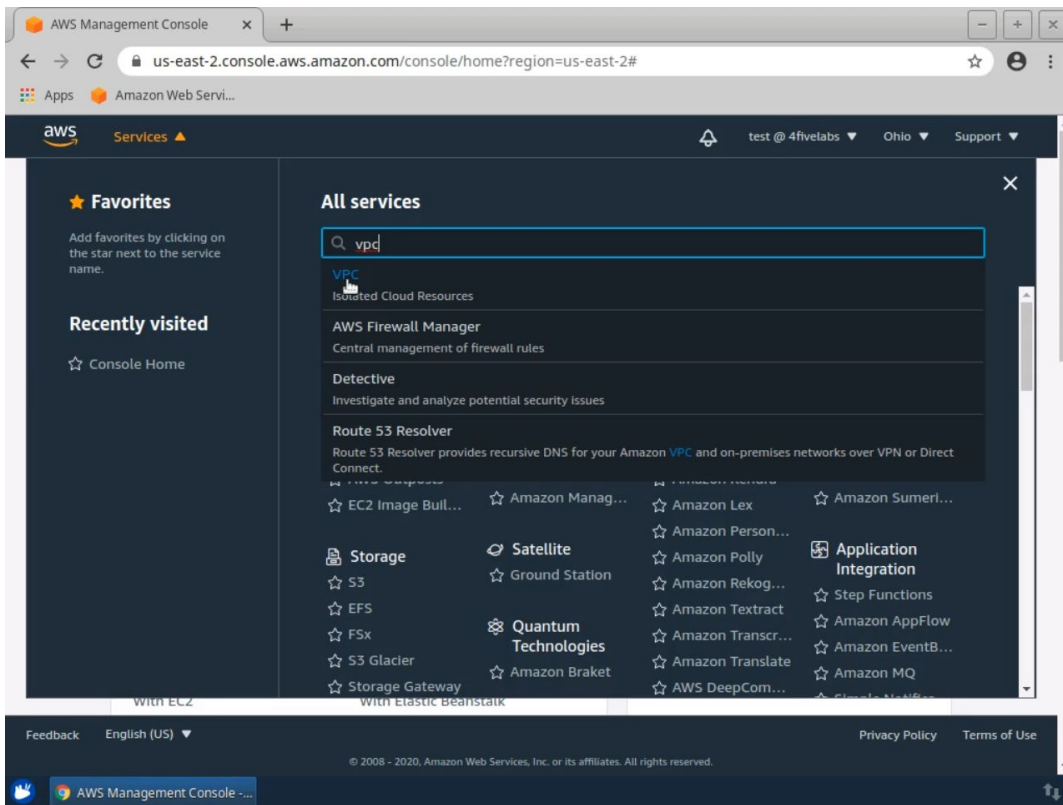 AWS Management Console
us-east-2.console.aws.amazon.com/console/home?region=us-east-2#
Apps
Amazon Web Servi...
aws
Services
test @ 4fivelabs
Ohio
Support
Favorites
Add favorites by clicking on
the star next to the service
name.
Recently visited
Console Home
All services
vpc
VPC
Isolated Cloud Resources
AWS Firewall Manager
Central management of firewall rules
Detective
Investigate and analyze potential security issues
Route 53 Resolver
Route 53 Resolver provides recursive DNS for your Amazon VPC and on-premises networks over VPN or Direct
Connect.
AWS Outposts
EC2 Image Buil...
Storage
S3
EFS
FSx
S3 Glacier
Storage Gateway
Amazon Manag...
Satellite
Ground Station
Quantum
Technologies
Amazon Braket
Amazon Kendra
Amazon Lex
Amazon Person...
Amazon Polly
Amazon Rekog...
Amazon Textract
Amazon Transcr...
Amazon Translate
AWS DeepCom...
Amazon Sumeri...
Application
Integration
Step Functions
Amazon AppFlow
Amazon EventB...
Amazon MQ
Simple Notifica...
With EC2
With Elastic Beanstalk
Feedback
English (US)
Privacy Policy
Terms of Use
© 2008 - 2020, Amazon Web Services, Inc. or its affiliates. All rights reserved.
AWS Management Console -...